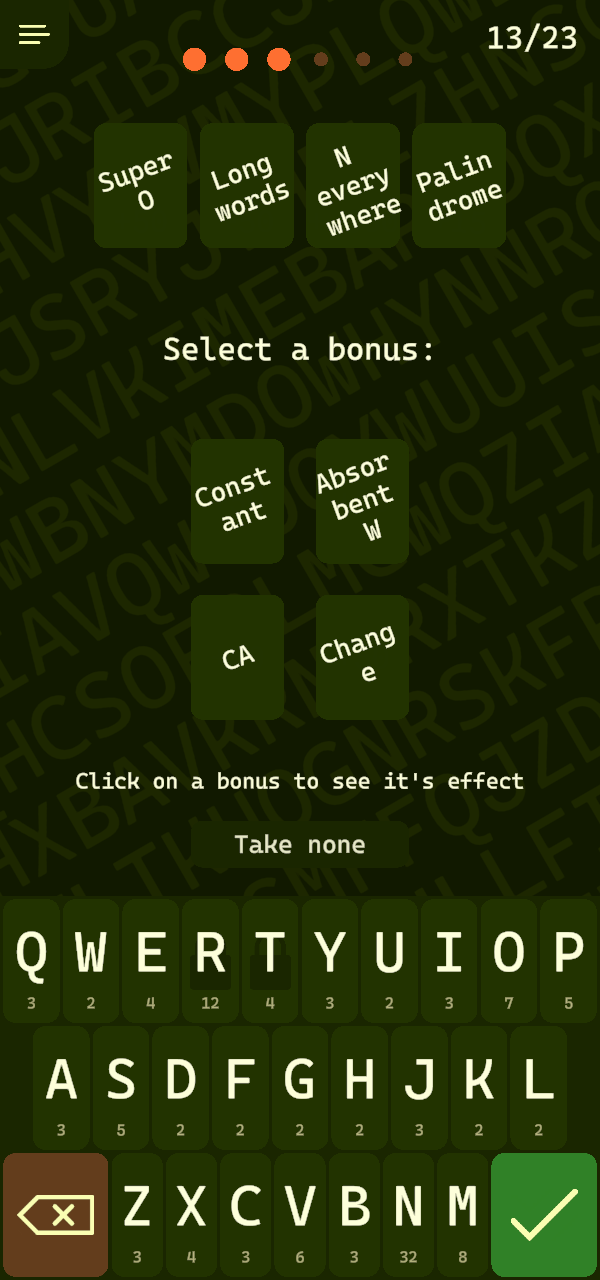 13/23
Super
O
Long
words
N
every
where
Palin
drome
Select a bonus:
Const
ant
Absor
bent
W
CA
Chang
e
Click on a bonus to see it's effect
Take none
Q W E R T Y U I O P
3 2 4 12 4 3 2 3 7 5
A S D F G H J K L
3 5 2 2 2 2 3 2 2
Z X C V B N M
3 4 3 6 3 32 8